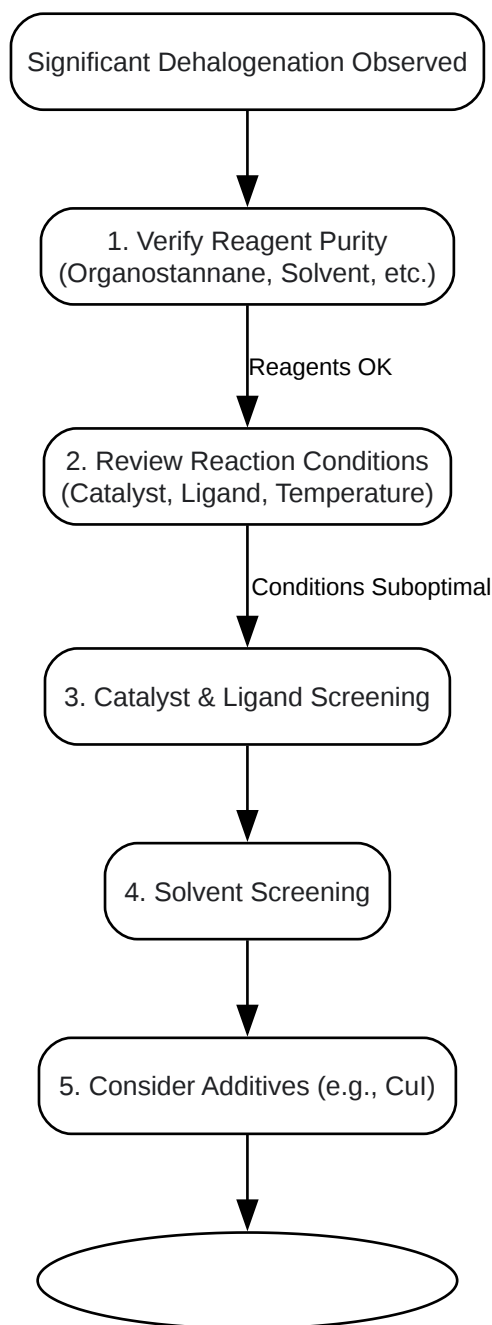 Significant Dehalogenation Observed
1. Verify Reagent Purity
(Organostannane, Solvent, etc.)
Reagents OK
2. Review Reaction Conditions
(Catalyst, Ligand, Temperature)
Conditions Suboptimal
3. Catalyst & Ligand Screening
4. Solvent Screening
5. Consider Additives (e.g., CuI)